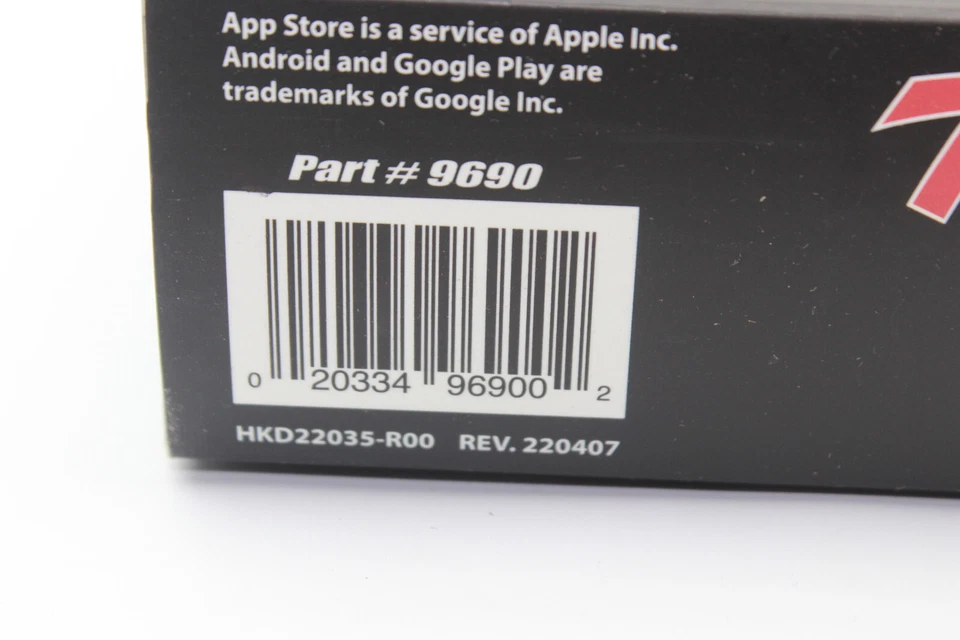 App Store is a service of Apple Inc.
Android and Google Play are
trademarks of Google Inc.
Part # 9690
0 20334 96900 2
HKD22035-R00 REV. 220407